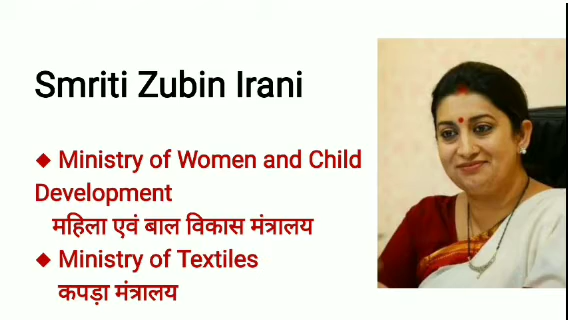 Smriti Zubin Irani
◆ Ministry of Women and Child
Development
महिला एवं बाल विकास मंत्रालय
◆ Ministry of Textiles
कपड़ा मंत्रालय